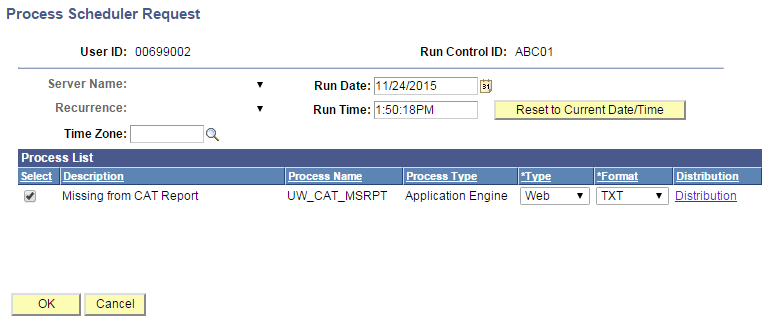 Process Scheduler Request
User ID: 00699002 Run Control ID: ABC01
Server Name: Run Date: 11/24/2015 31
Recurrence: Run Time: 1:50:18PM Reset to Current Date/Time
Time Zone:
Process List
Select Description Process Name Process Type *Type *Format Distribution
Missing from CAT Report UW_CAT_MSRPT Application Engine Web TXT Distribution
OK Cancel